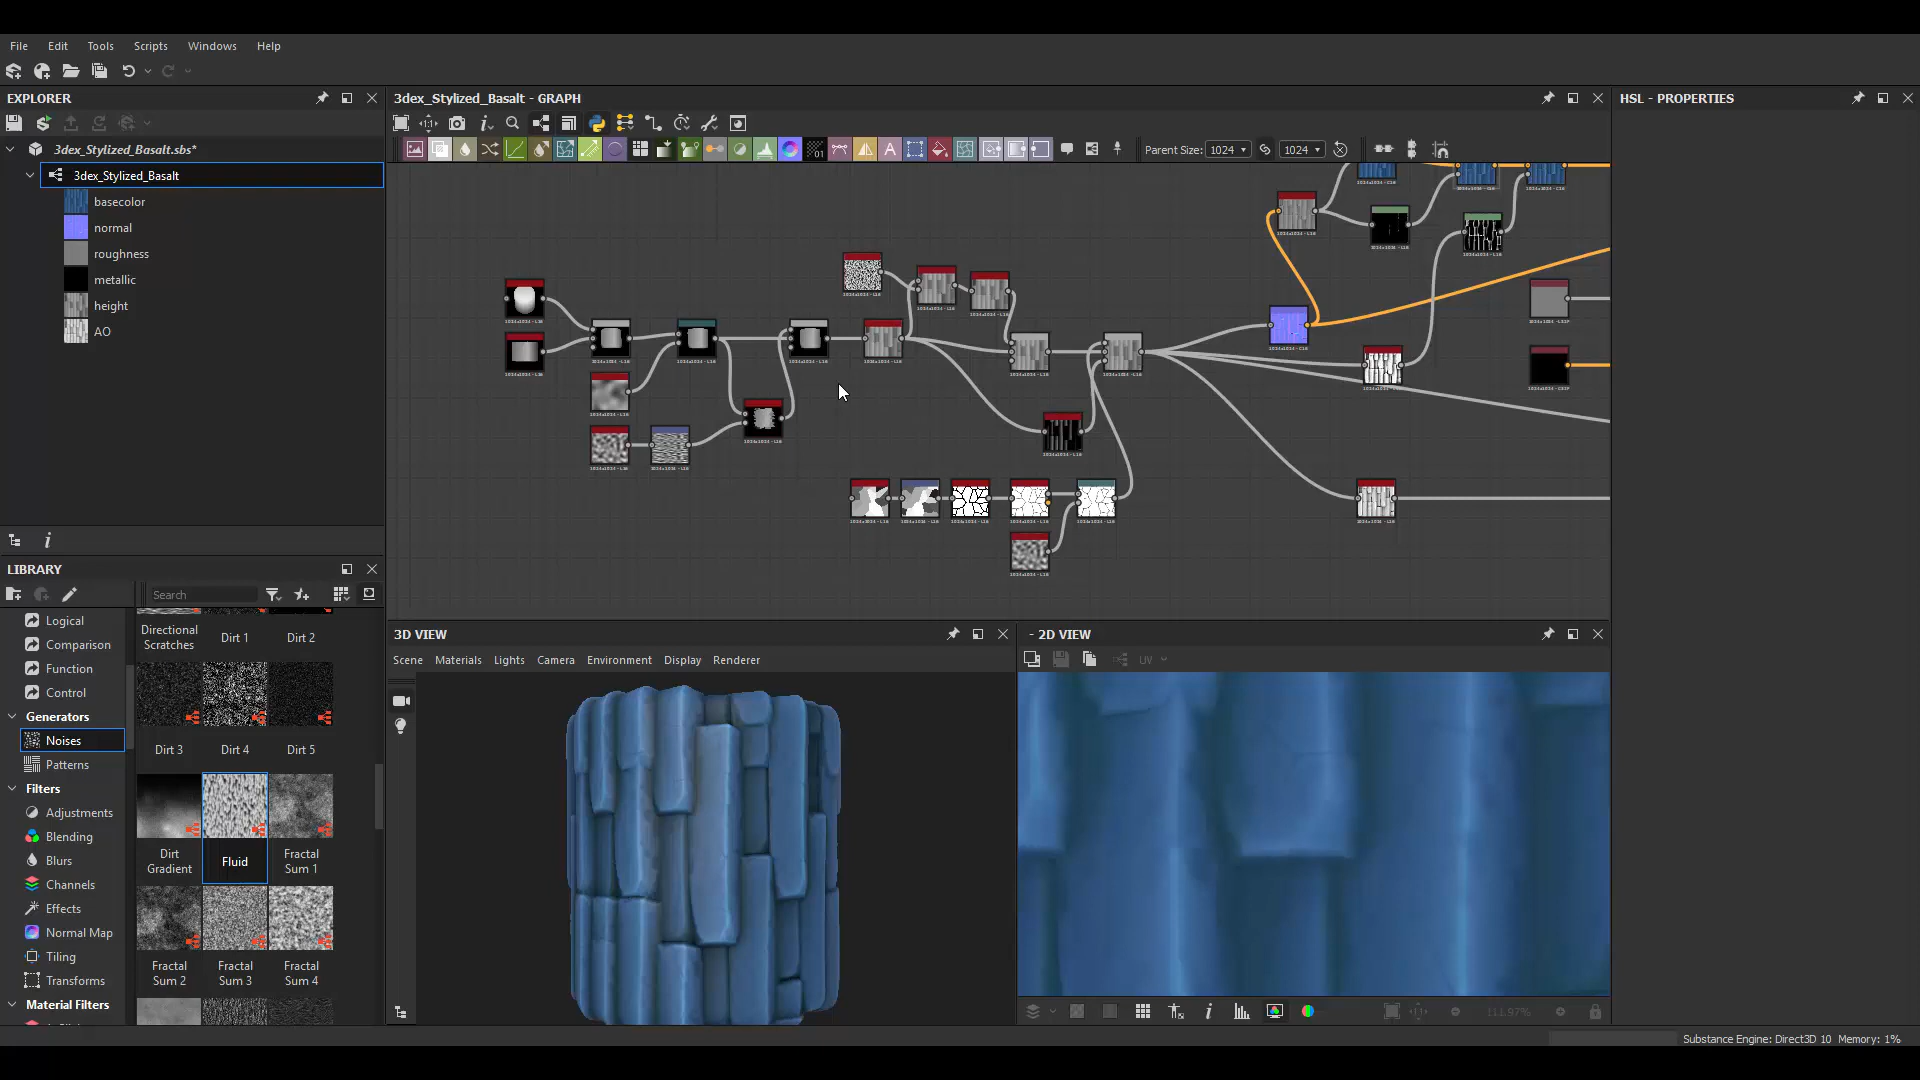 File Edit Tools Scripts Windows Help
EXPLORER
3dex_Stylized_Basalt.sbs*
3dex_Stylized_Basalt
basecolor
normal
roughness
metallic
height
AO
LIBRARY
Search
Logical
Comparison
Function
Control
Generators
Noises
Patterns
Filters
Adjustments
Blending
Blurs
Channels
Effects
Normal Map
Tiling
Transforms
Material Filters
Directional
Scratches
Dirt 1
Dirt 2
Dirt 3
Dirt 4
Dirt 5
Dirt
Gradient
Fluid
Fractal
Sum 1
Fractal
Sum 2
Fractal
Sum 3
Fractal
Sum 4
3dex_Stylized_Basalt - GRAPH
Parent Size: 1024 1024
3D VIEW
Scene Materials Lights Camera Environment Display Renderer
- 2D VIEW
UV
111.97%
HSL - PROPERTIES
Substance Engine: Direct3D 10 Memory: 1%